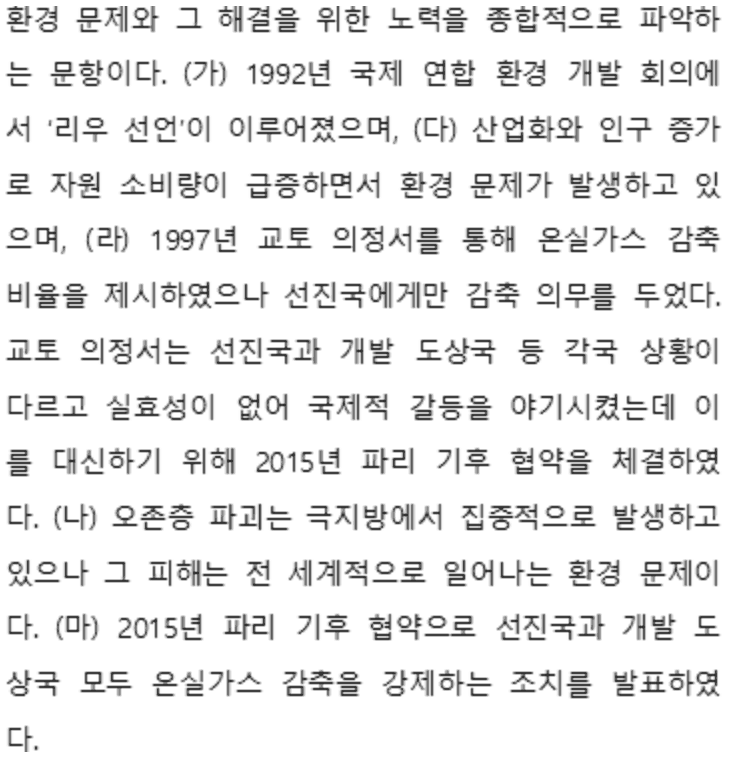 환경 문제와 그 해결을 위한 노력을 종합적으로 파악하
는 문항이다. (가) 1992년 국제 연합 환경 개발 회의에
서 '리우 선언'이 이루어졌으며, (다) 산업화와 인구 증가
로 자원 소비량이 급증하면서 환경 문제가 발생하고 있
으며, (라) 1997년 교토 의정서를 통해 온실가스 감축
비율을 제시하였으나 선진국에게만 감축 의무를 두었다.
교토 의정서는 선진국과 개발 도상국 등 각국 상황이
다르고 실효성이 없어 국제적 갈등을 야기시켰는데 이
를 대신하기 위해 2015년 파리 기후 협약을 체결하였
다. (나) 오존층 파괴는 극지방에서 집중적으로 발생하고
있으나 그 피해는 전 세계적으로 일어나는 환경 문제이
다. (마) 2015년 파리 기후 협약으로 선진국과 개발 도
상국 모두 온실가스 감축을 강제하는 조치를 발표하였
다.